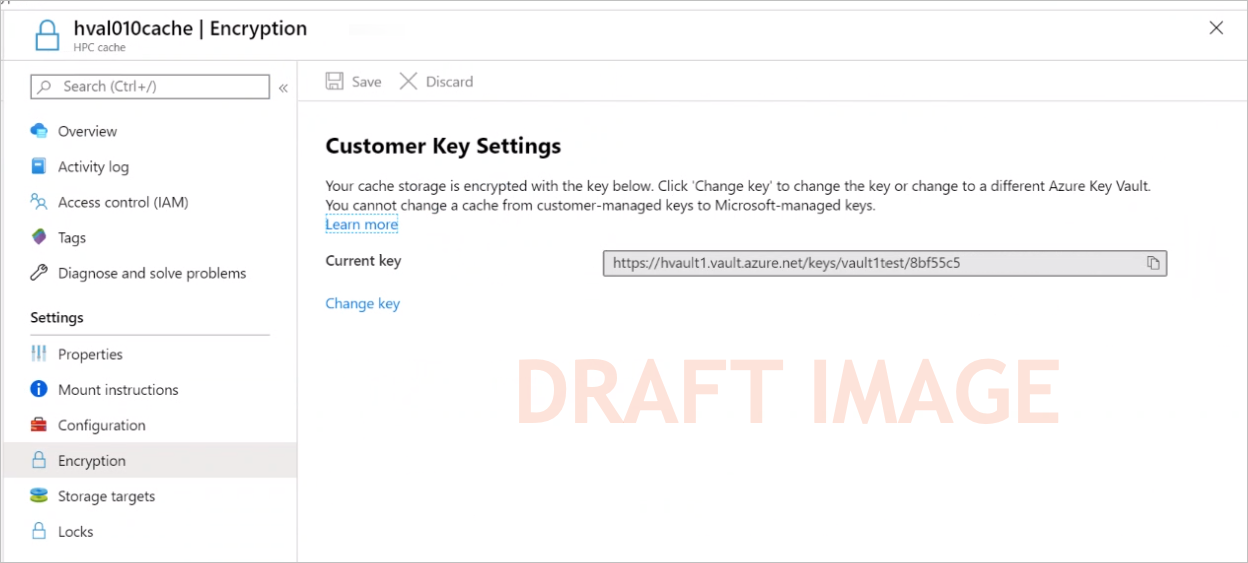 hval010cache | Encryption
HPC cache
Search (Ctrl+/)
«
Save
Discard
Overview
Activity log
Access control (IAM)
Tags
Diagnose and solve problems
Settings
Properties
Mount instructions
Configuration
Encryption
Storage targets
Locks
Customer Key Settings
Your cache storage is encrypted with the key below. Click 'Change key' to change the key or change to a different Azure Key Vault.
You cannot change a cache from customer-managed keys to Microsoft-managed keys.
Learn more
Current key
https://hvault1.vault.azure.net/keys/vault1test/8bf55c5
Change key
DRAFT IMAGE